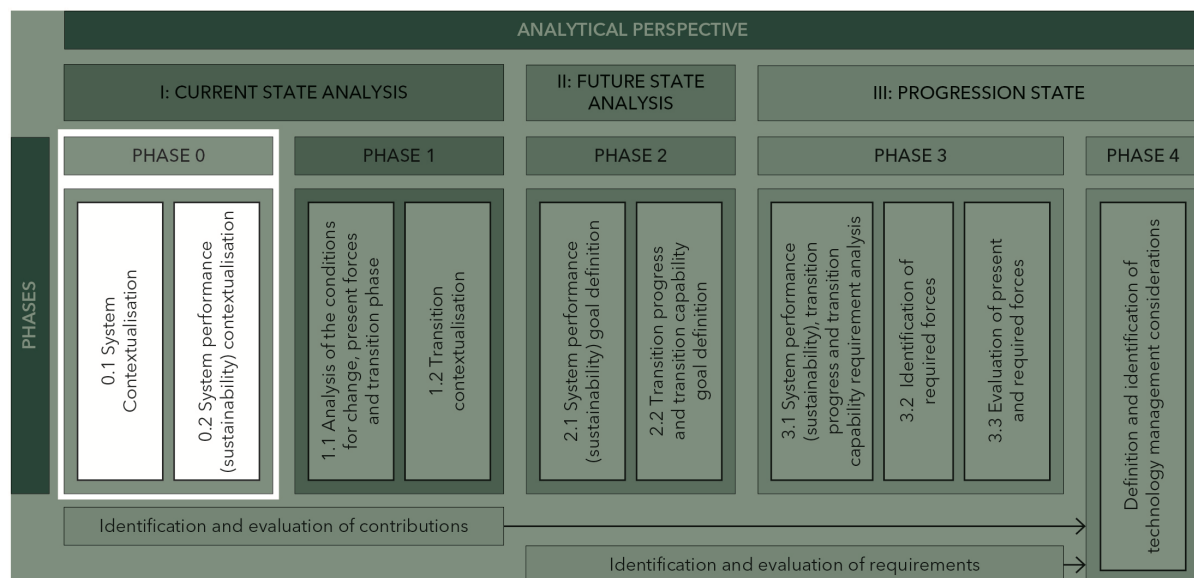 ANALYTICAL PERSPECTIVE
I: CURRENT STATE ANALYSIS
II: FUTURE STATE
ANALYSIS
III: PROGRESSION STATE
PHASES
PHASE 0
PHASE 1
PHASE 2
PHASE 3
PHASE 4
0.1 System
Contextualisation
0.2 System performance
(sustainability) contextualisation
1.1 Analysis of the conditions
for change, present forces
and transition phase
1.2 Transition
contextualisation
2.1 System performance
(sustainability) goal definition
2.2 Transition progress
and transition capability
goal definition
3.1 System performance
(sustainability), transition
progress and transition
capability requirement analysis
3.2 Identification of
required forces
3.3 Evaluation of present
and required forces
Definition and identification of
technology management considerations
Identification and evaluation of contributions
Identification and evaluation of requirements